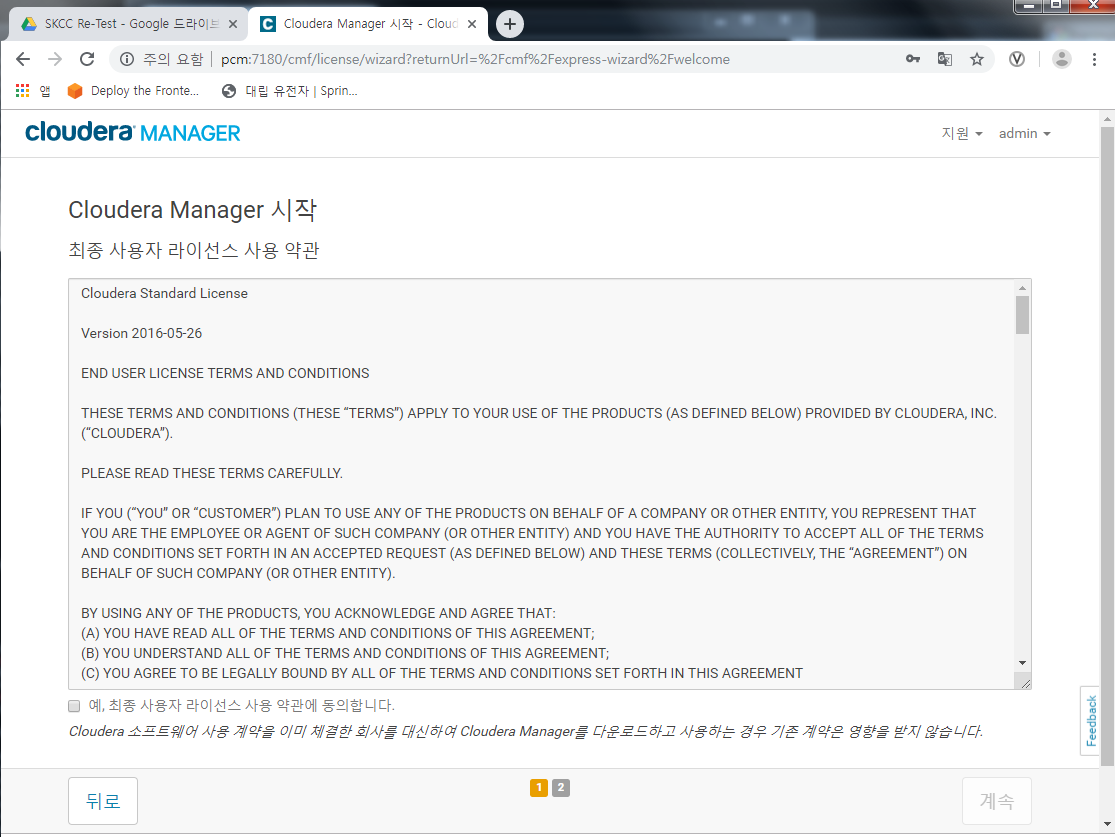 SKCC Re-Test - Google 드라이브
Cloudera Manager 시작 - Cloud
주의 요함
pcm:7180/cmf/license/wizard?returnUrl=%2Fcmf%2Fexpress-wizard%2Fwelcome
앱
Deploy the Fronte...
대립 유전자 | Sprin...
cloudera MANAGER
지원
admin
Cloudera Manager 시작
최종 사용자 라이선스 사용 약관
Cloudera Standard License
Version 2016-05-26
END USER LICENSE TERMS AND CONDITIONS
THESE TERMS AND CONDITIONS (THESE “TERMS”) APPLY TO YOUR USE OF THE PRODUCTS (AS DEFINED BELOW) PROVIDED BY CLOUDERA, INC.
(“CLOUDERA”).
PLEASE READ THESE TERMS CAREFULLY.
IF YOU (“YOU” OR “CUSTOMER”) PLAN TO USE ANY OF THE PRODUCTS ON BEHALF OF A COMPANY OR OTHER ENTITY, YOU REPRESENT THAT
YOU ARE THE EMPLOYEE OR AGENT OF SUCH COMPANY (OR OTHER ENTITY) AND YOU HAVE THE AUTHORITY TO ACCEPT ALL OF THE TERMS
AND CONDITIONS SET FORTH IN AN ACCEPTED REQUEST (AS DEFINED BELOW) AND THESE TERMS (COLLECTIVELY, THE “AGREEMENT”) ON
BEHALF OF SUCH COMPANY (OR OTHER ENTITY).
BY USING ANY OF THE PRODUCTS, YOU ACKNOWLEDGE AND AGREE THAT:
(A) YOU HAVE READ ALL OF THE TERMS AND CONDITIONS OF THIS AGREEMENT;
(B) YOU UNDERSTAND ALL OF THE TERMS AND CONDITIONS OF THIS AGREEMENT;
(C) YOU AGREE TO BE LEGALLY BOUND BY ALL OF THE TERMS AND CONDITIONS SET FORTH IN THIS AGREEMENT
예, 최종 사용자 라이선스 사용 약관에 동의합니다.
Cloudera 소프트웨어 사용 계약을 이미 체결한 회사를 대신하여 Cloudera Manager를 다운로드하고 사용하는 경우 기존 계약은 영향을 받지 않습니다.
Feedback
뒤로
1 2
계속